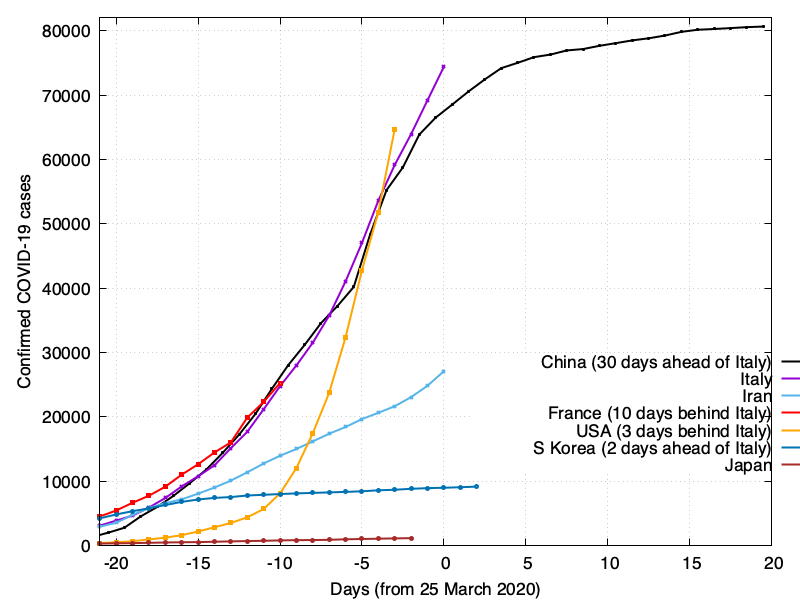 80000
70000
60000
50000
40000
30000
20000
10000
0
Confirmed COVID-19 cases
China (30 days ahead of Italy)
Italy
Iran
France (10 days behind Italy)
USA (3 days behind Italy)
S Korea (2 days ahead of Italy)
Japan
-20 -15 -10 -5 0 5 10 15 20
Days (from 25 March 2020)